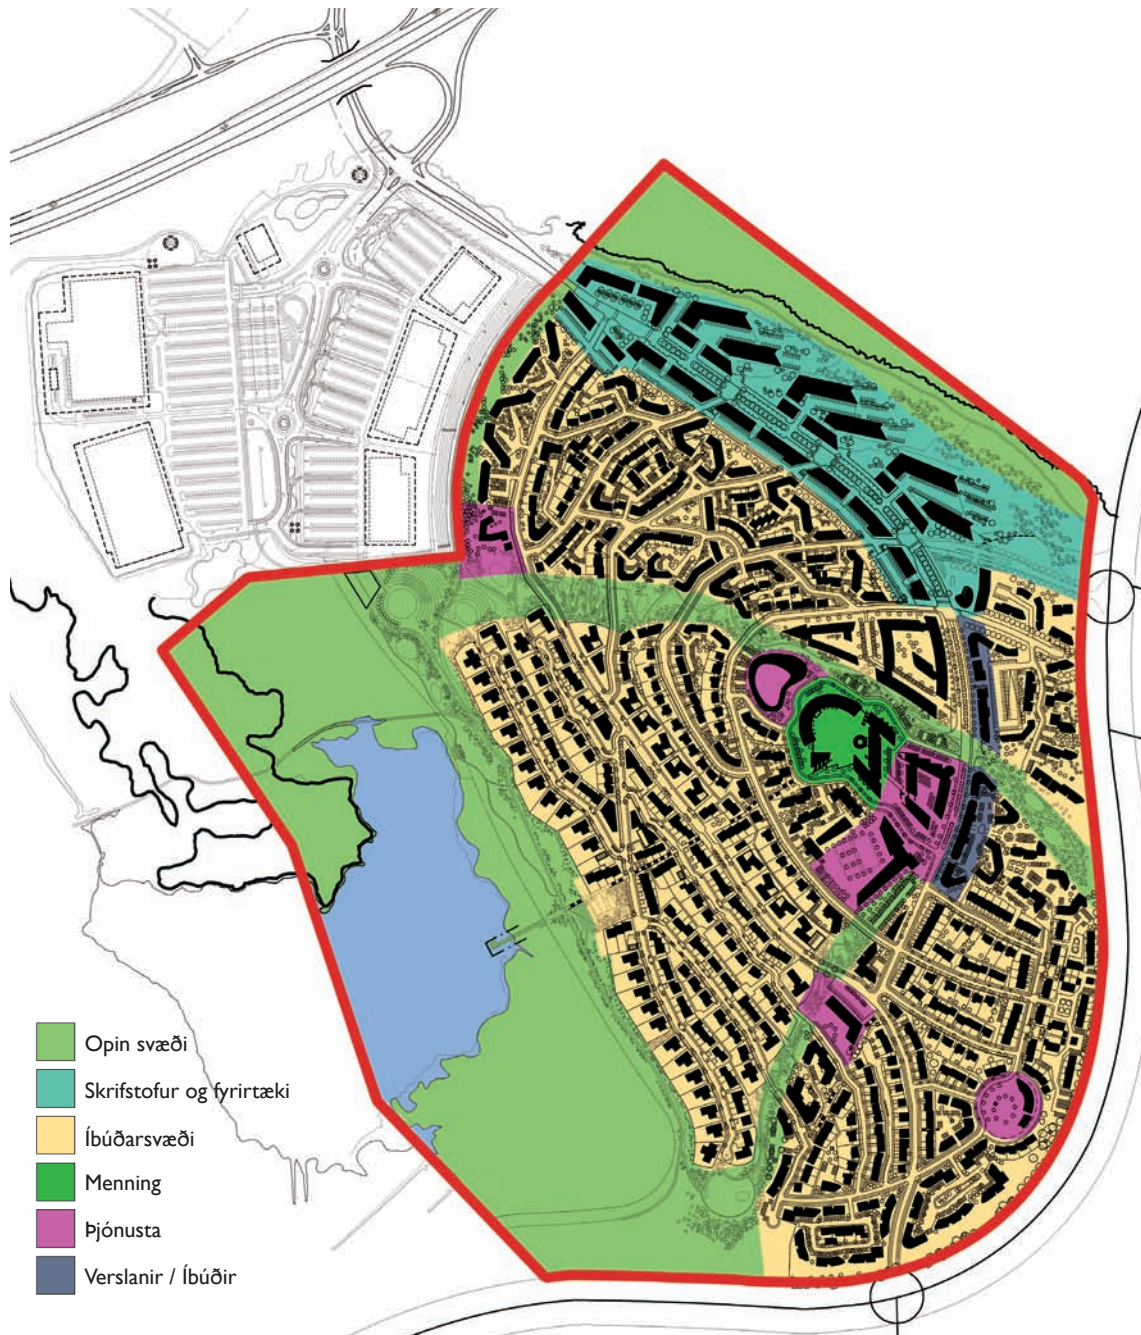 Opin svæði
Skrifstofur og fyrirtæki
Íbúðarsvæði
Menning
Þjónusta
Verslanir / Íbúðir